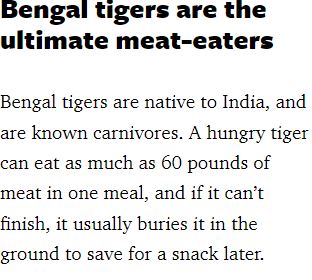 Bengal tigers are the
ultimate meat-eaters
Bengal tigers are native to India, and
are known carnivores. A hungry tiger
can eat as much as 60 pounds of
meat in one meal, and if it can’t
finish, it usually buries it in the
ground to save for a snack later.